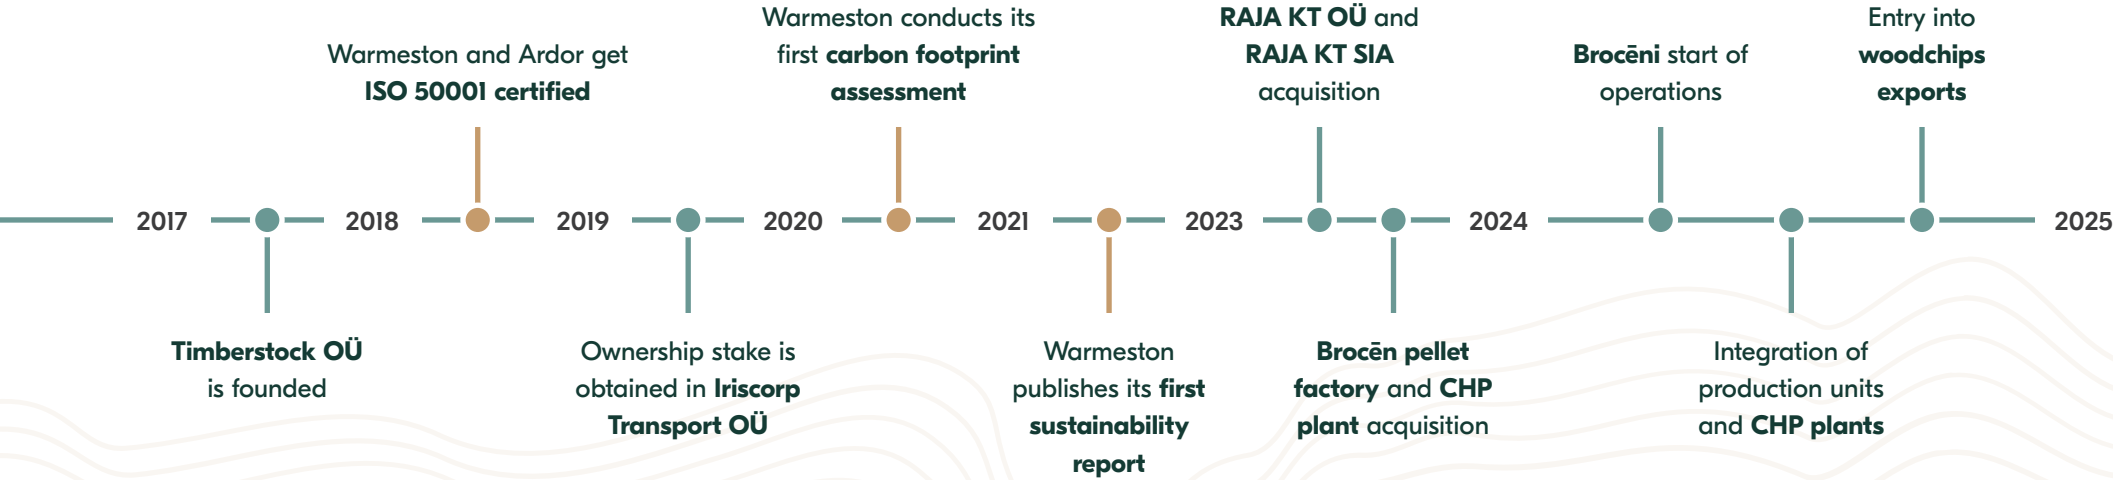 Warmeston and Ardor get
ISO 50001 certified
Warmeston conducts its
first carbon footprint
assessment
RAJA KT OÜ and
RAJA KT SIA
acquisition
Brocēni start of
operations
Entry into
woodchips
exports
2017
2018
2019
2020
2021
2023
2024
2025
Timberstock OÜ
is founded
Ownership stake is
obtained in Iriscorp
Transport OÜ
Warmeston
publishes its first
sustainability
report
Brocēn pellet
factory and CHP
plant acquisition
Integration of
production units
and CHP plants